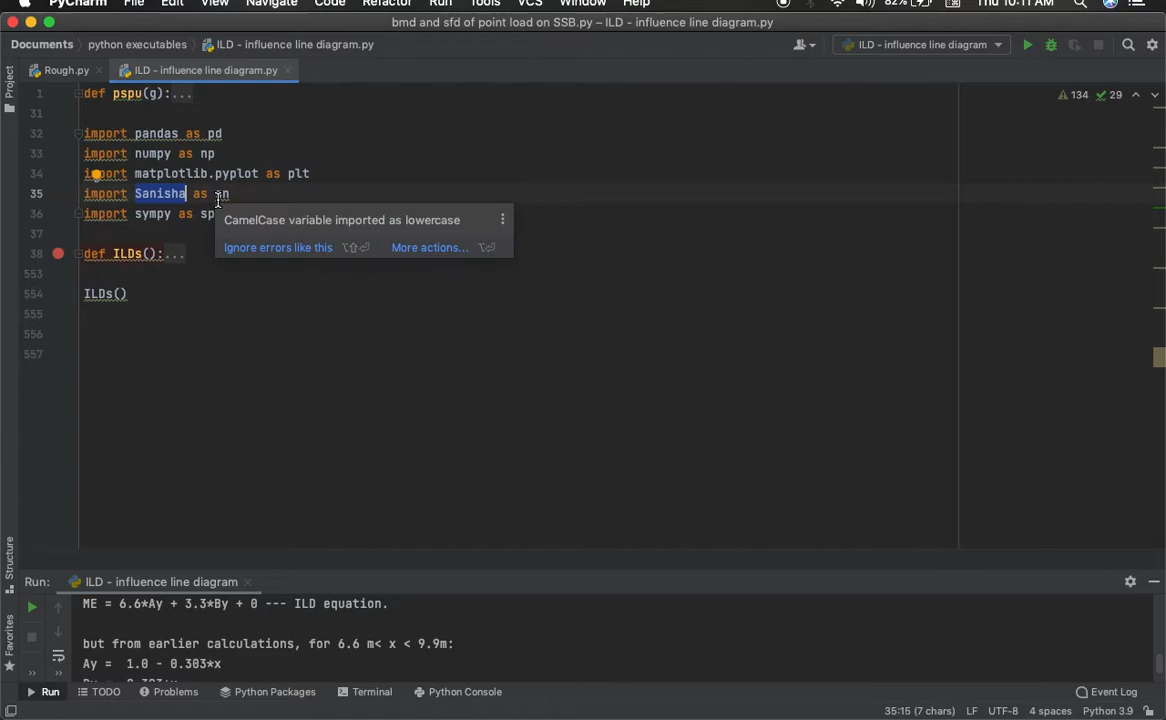 PyCharm File Edit View Navigate Code Refactor Run Tools VCS Window Help 82% Thu 10:11 AM
bmd and sfd of point load on SSB.py – ILD - influence line diagram.py
Documents python executables ILD - influence line diagram.py ILD - influence line diagram
Project
Rough.py ILD - influence line diagram.py
1 def pspu(g):...
134 29
31
32 import pandas as pd
33 import numpy as np
34 import matplotlib.pyplot as plt
35 import Sanisha as
36 import sympy as sp
CamelCase variable imported as lowercase
37
Ignore errors like this ⌥⇧⏎ More actions... ⌥⏎
38 def ILDs():...
553
554 ILDs()
555
556
557
Structure
Favorites
Run: ILD - influence line diagram
ME = 6.6*Ay + 3.3*By + 0 --- ILD equation.
but from earlier calculations, for 6.6 m< x < 9.9m:
Ay =  1.0 - 0.303*x
Run TODO Problems Python Packages Terminal Python Console Event Log
35:15 (7 chars) LF UTF-8 4 spaces Python 3.9